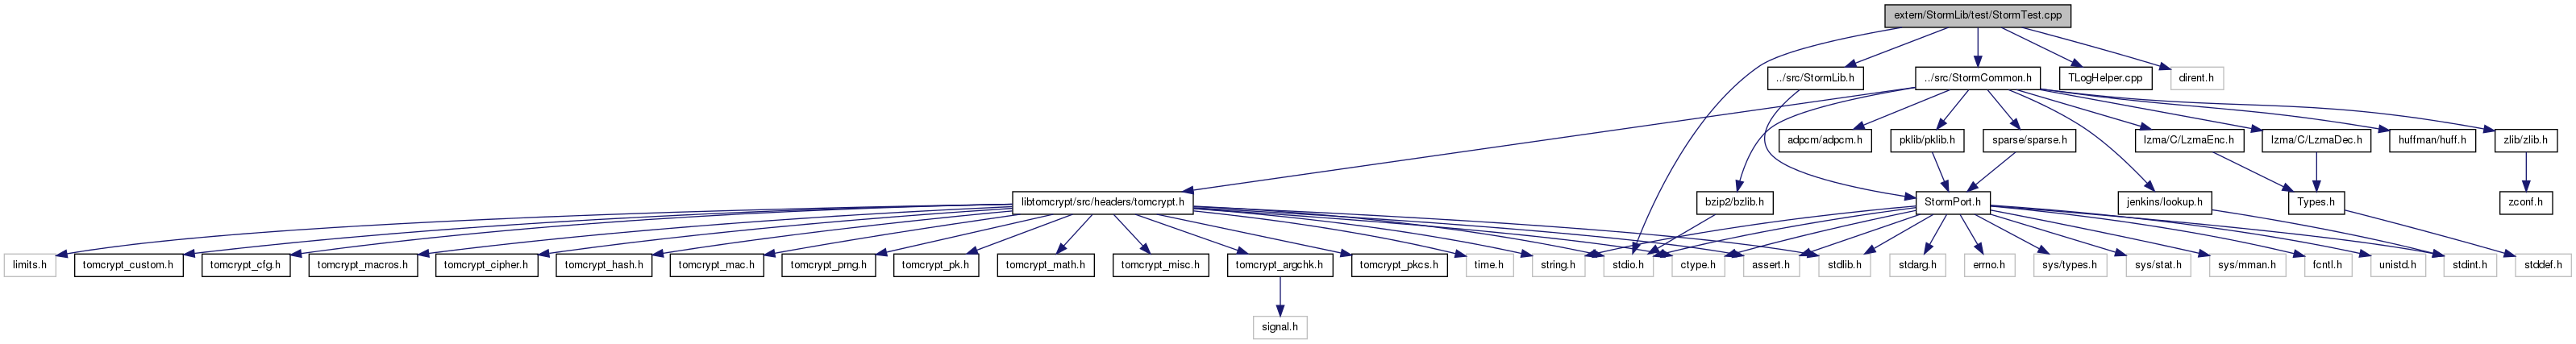 extern/StormLib/test/StormTest.cpp
../src/StormLib.h
../src/StormCommon.h
TLogHelper.cpp
dirent.h
adpcm/adpcm.h
pklib/pklib.h
sparse/sparse.h
lzma/C/LzmaEnc.h
lzma/C/LzmaDec.h
huffman/huff.h
zlib/zlib.h
libtomcrypt/src/headers/tomcrypt.h
bzip2/bzlib.h
StormPort.h
jenkins/lookup.h
Types.h
zconf.h
limits.h
tomcrypt_custom.h
tomcrypt_cfg.h
tomcrypt_macros.h
tomcrypt_cipher.h
tomcrypt_hash.h
tomcrypt_mac.h
tomcrypt_prng.h
tomcrypt_pk.h
tomcrypt_math.h
tomcrypt_misc.h
tomcrypt_argchk.h
tomcrypt_pkcs.h
time.h
string.h
stdio.h
ctype.h
assert.h
stdlib.h
stdarg.h
errno.h
sys/types.h
sys/stat.h
sys/mman.h
fcntl.h
unistd.h
stdint.h
stddef.h
signal.h